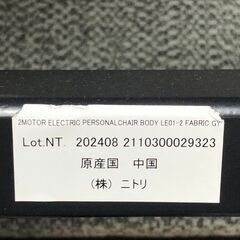 2MOTOR ELECTRIC PERSONALCHAIR BODY LE01-2 FABRIC GY
Lot.NT. 202408 2110300029323
原産国 中国
（株）ニトリ